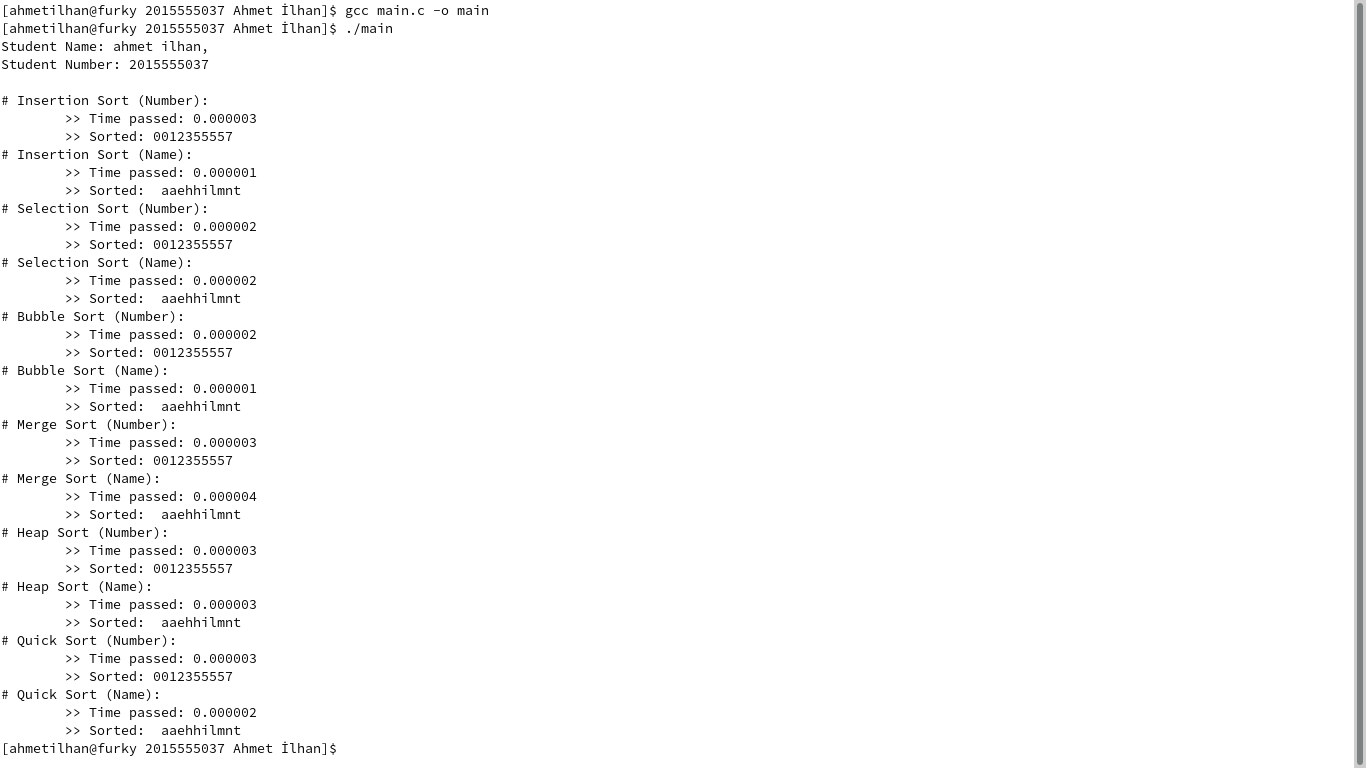 [ahmetilhan@furky 2015555037 Ahmet İlhan]$ gcc main.c -o main
[ahmetilhan@furky 2015555037 Ahmet İlhan]$ ./main
Student Name: ahmet ilhan,
Student Number: 2015555037

# Insertion Sort (Number):
        >> Time passed: 0.000003
        >> Sorted: 0012355557
# Insertion Sort (Name):
        >> Time passed: 0.000001
        >> Sorted:  aaehhilmnt
# Selection Sort (Number):
        >> Time passed: 0.000002
        >> Sorted: 0012355557
# Selection Sort (Name):
        >> Time passed: 0.000002
        >> Sorted:  aaehhilmnt
# Bubble Sort (Number):
        >> Time passed: 0.000002
        >> Sorted: 0012355557
# Bubble Sort (Name):
        >> Time passed: 0.000001
        >> Sorted:  aaehhilmnt
# Merge Sort (Number):
        >> Time passed: 0.000003
        >> Sorted: 0012355557
# Merge Sort (Name):
        >> Time passed: 0.000004
        >> Sorted:  aaehhilmnt
# Heap Sort (Number):
        >> Time passed: 0.000003
        >> Sorted: 0012355557
# Heap Sort (Name):
        >> Time passed: 0.000003
        >> Sorted:  aaehhilmnt
# Quick Sort (Number):
        >> Time passed: 0.000003
        >> Sorted: 0012355557
# Quick Sort (Name):
        >> Time passed: 0.000002
        >> Sorted:  aaehhilmnt
[ahmetilhan@furky 2015555037 Ahmet İlhan]$